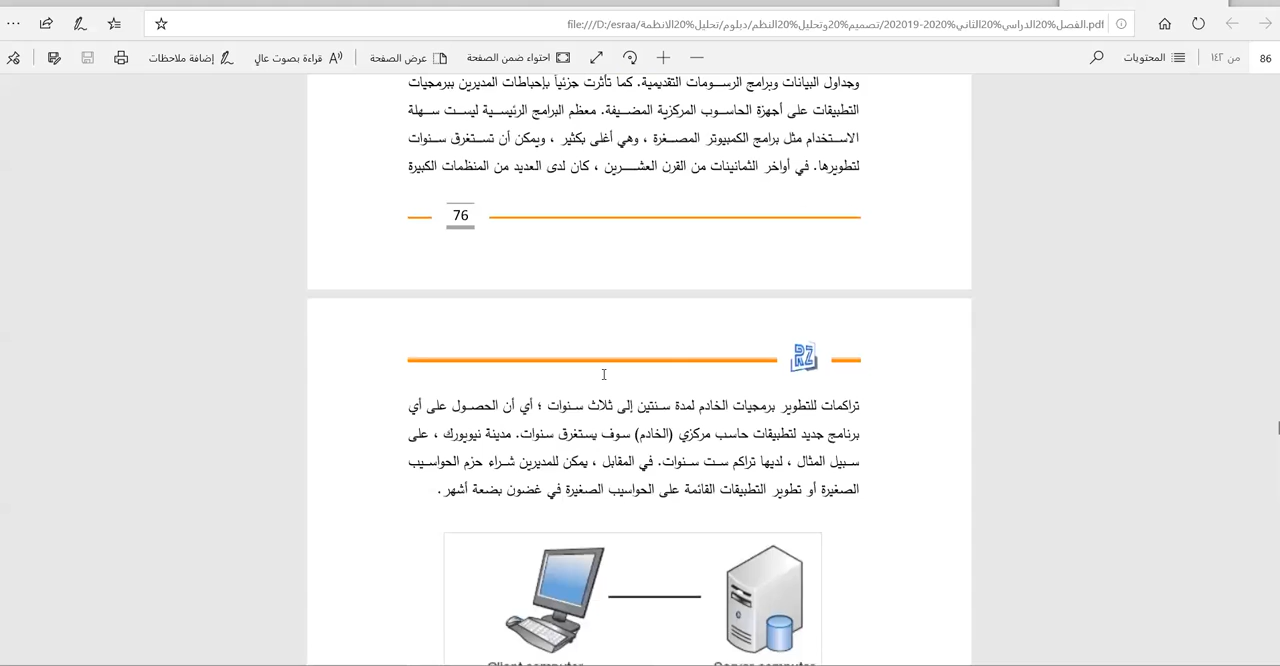 file:///D:/esraa/تحليل%20الانظمة/دبلوم/تصميم%20وتحليل%20النظم/202019-2020%الفصل%20الدراسي%20الثاني.pdf
86
من ١٤٢
المحتويات
احتواء ضمن الصفحة
عرض الصفحة
قراءة بصوت عالٍ
إضافة ملاحظات
وجداول البيانات وبرامج الرسومات التقديمية. كما تأثرت جزئياً بإحباطات المديرين ببرمجيات
التطبيقات على أجهزة الحاسوب المركزية المضيفة. معظم البرامج الرئيسية ليست سهلة
الاستخدام مثل برامج الكمبيوتر المصغرة ، وهي أغلى بكثير ، ويمكن أن تستغرق سنوات
لتطويرها. في أواخر الثمانينات من القرن العشرين ، كان لدى العديد من المنظمات الكبيرة
76
RZ
تراكمات للتطوير برمجيات الخادم لمدة سنتين إلى ثلاث سنوات ؛ أي أن الحصول على أي
برنامج جديد لتطبيقات حاسب مركزي (الخادم) سوف يستغرق سنوات. مدينة نيويورك ، على
سبيل المثال ، لديها تراكم ست سنوات. في المقابل ، يمكن للمديرين شراء حزم الحواسيب
الصغيرة أو تطوير التطبيقات القائمة على الحواسيب الصغيرة في غضون بضعة أشهر .
Client computer
Server computer